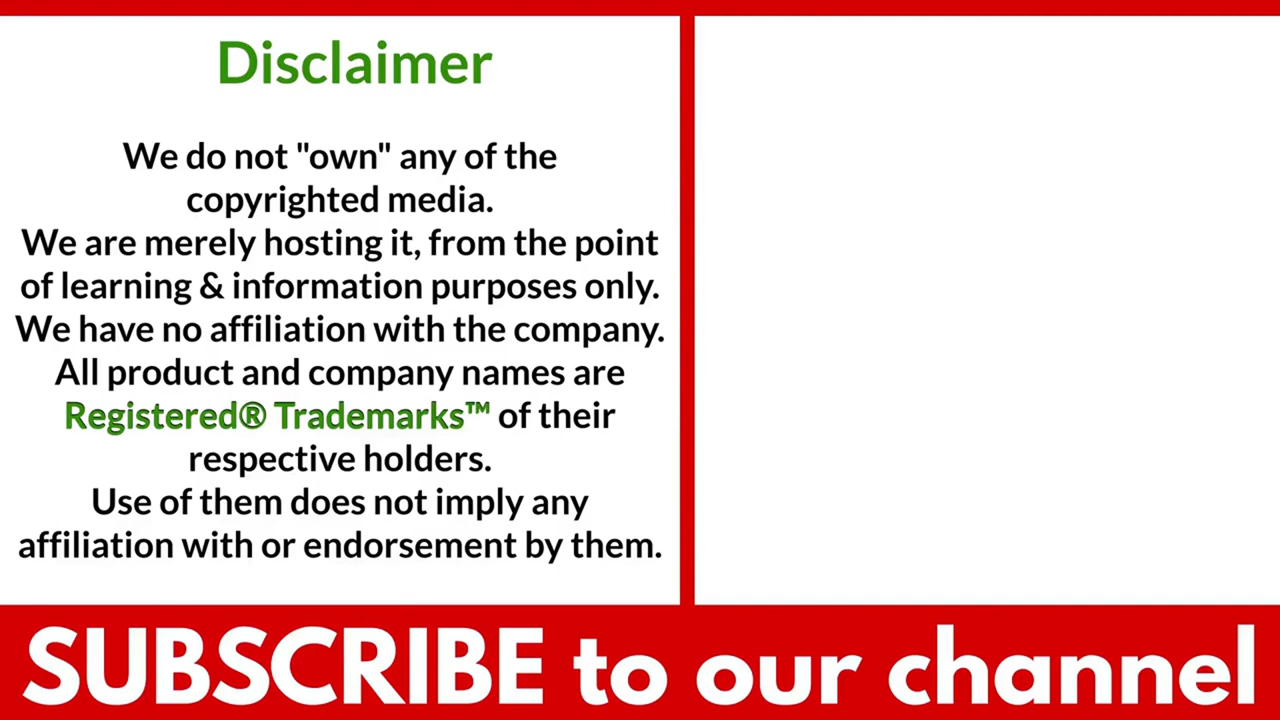 Disclaimer
We do not "own" any of the
copyrighted media.
We are merely hosting it, from the point
of learning & information purposes only.
We have no affiliation with the company.
All product and company names are
Registered® Trademarks™ of their
respective holders.
Use of them does not imply any
affiliation with or endorsement by them.
SUBSCRIBE to our channel